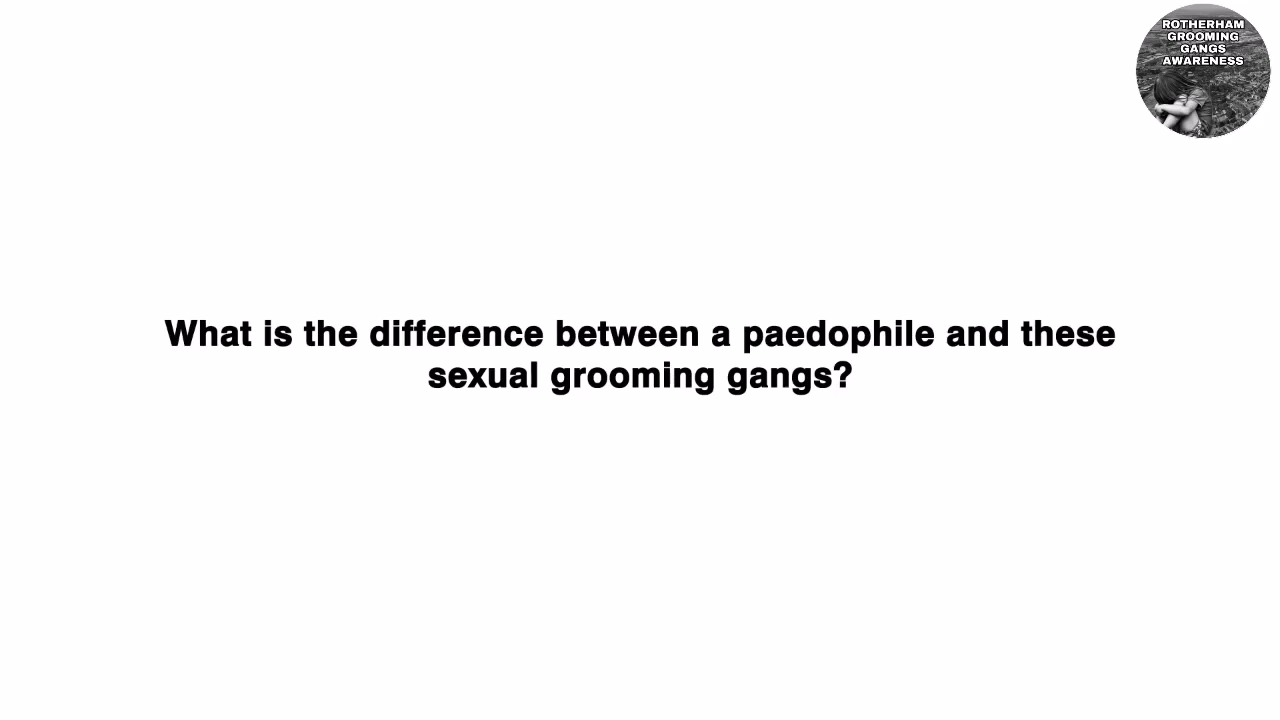 ROTHERHAM
GROOMING
GANGS
AWARENESS
What is the difference between a paedophile and these
sexual grooming gangs?